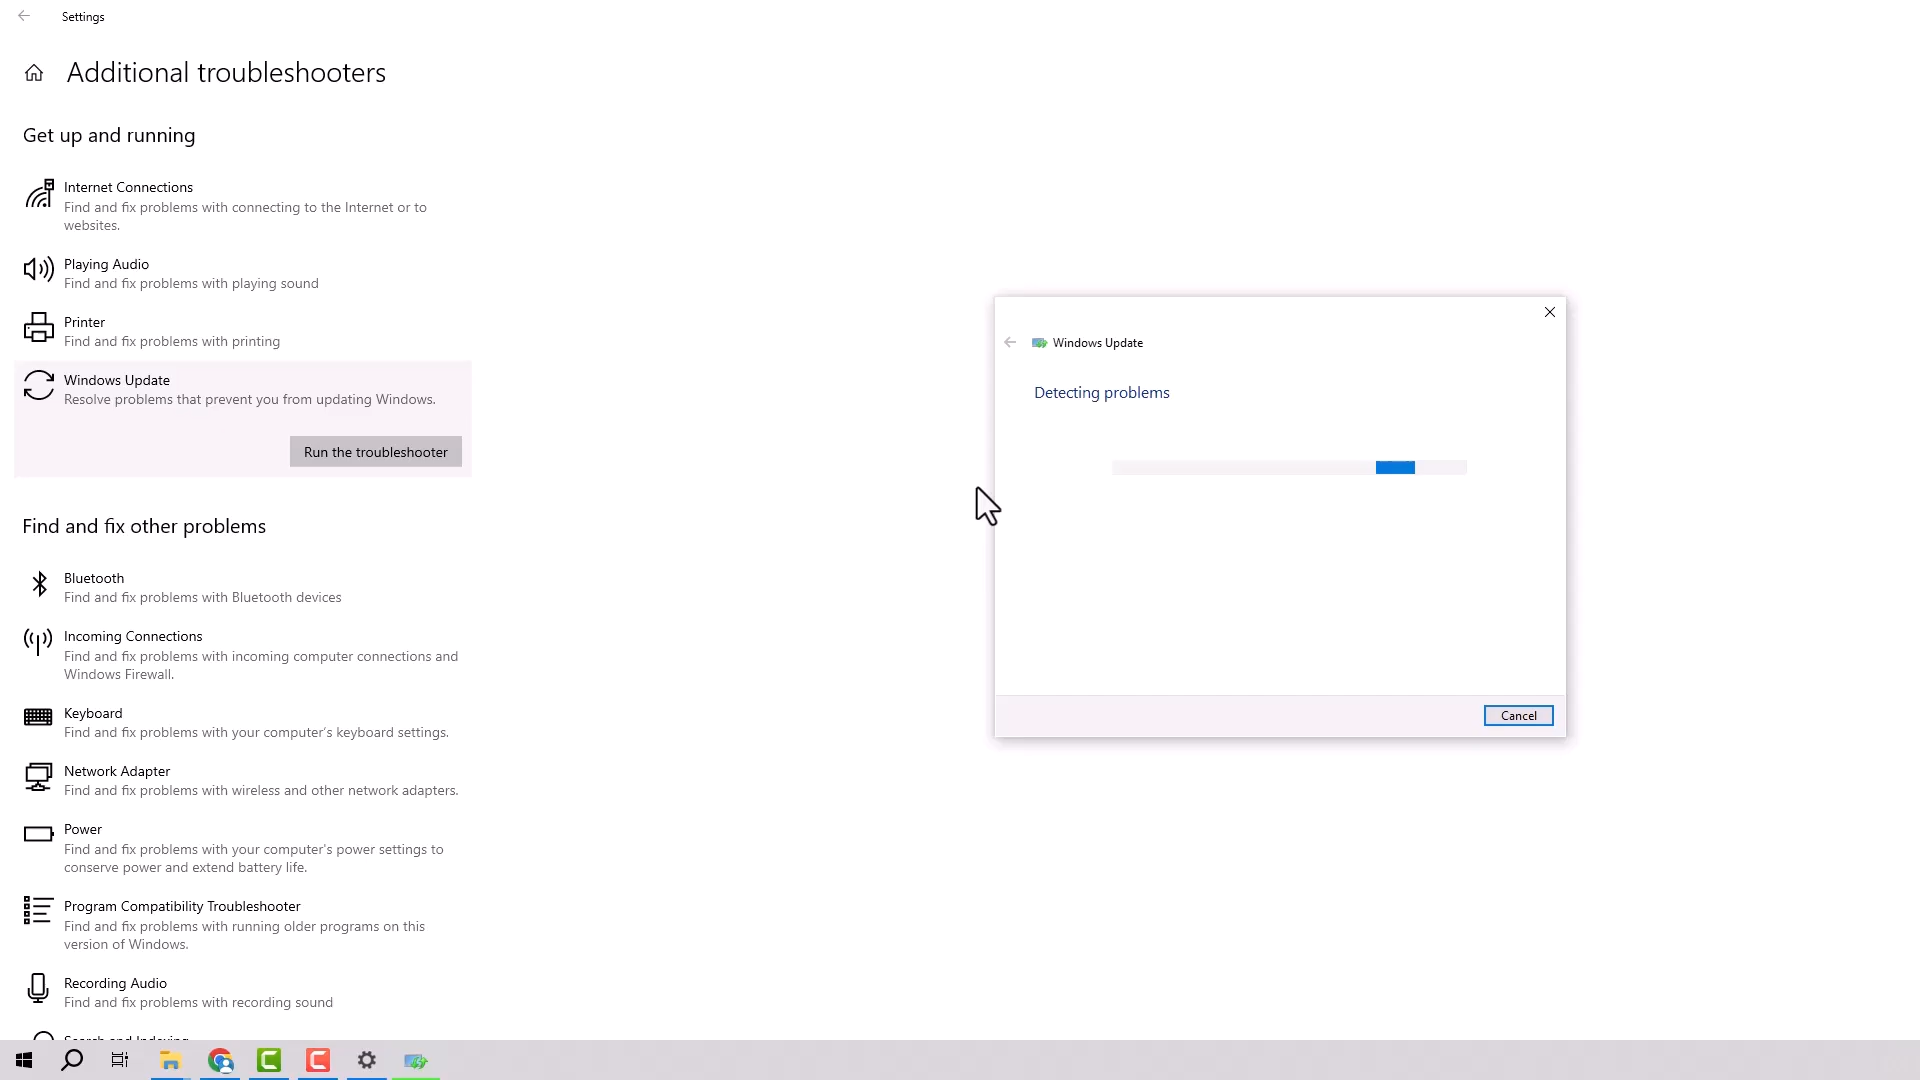 Settings
Additional troubleshooters
Get up and running
Internet Connections
Find and fix problems with connecting to the Internet or to
websites.
Playing Audio
Find and fix problems with playing sound
Printer
Find and fix problems with printing
Windows Update
Resolve problems that prevent you from updating Windows.
Run the troubleshooter
Find and fix other problems
Bluetooth
Find and fix problems with Bluetooth devices
Incoming Connections
Find and fix problems with incoming computer connections and
Windows Firewall.
Keyboard
Find and fix problems with your computer's keyboard settings.
Network Adapter
Find and fix problems with wireless and other network adapters.
Power
Find and fix problems with your computer's power settings to
conserve power and extend battery life.
Program Compatibility Troubleshooter
Find and fix problems with running older programs on this
version of Windows.
Recording Audio
Find and fix problems with recording sound
Search and Indexing
Windows Update
Detecting problems
Cancel